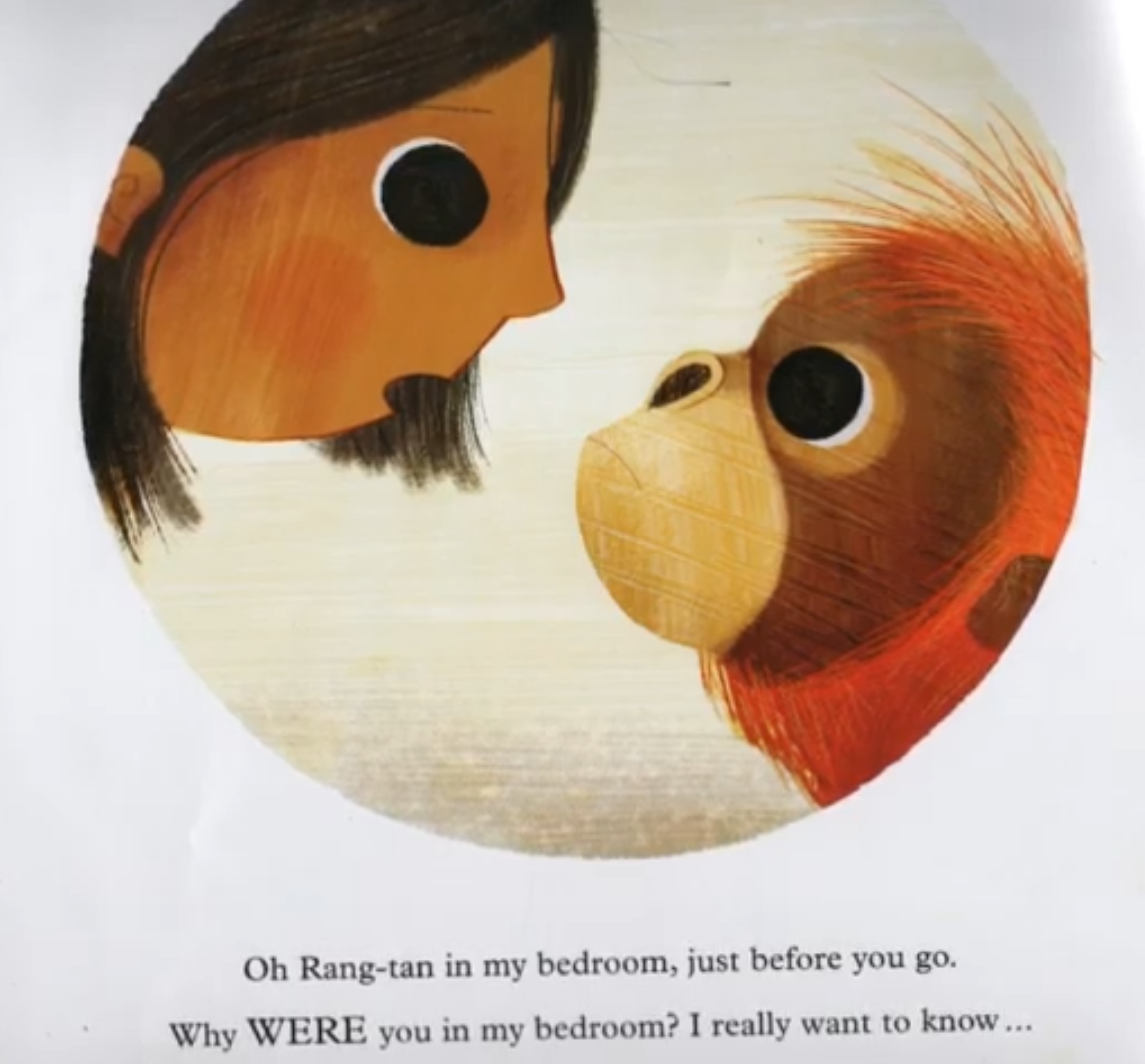 Oh Rang-tan in my bedroom, just before you go.
Why WERE you in my bedroom? I really want to know...